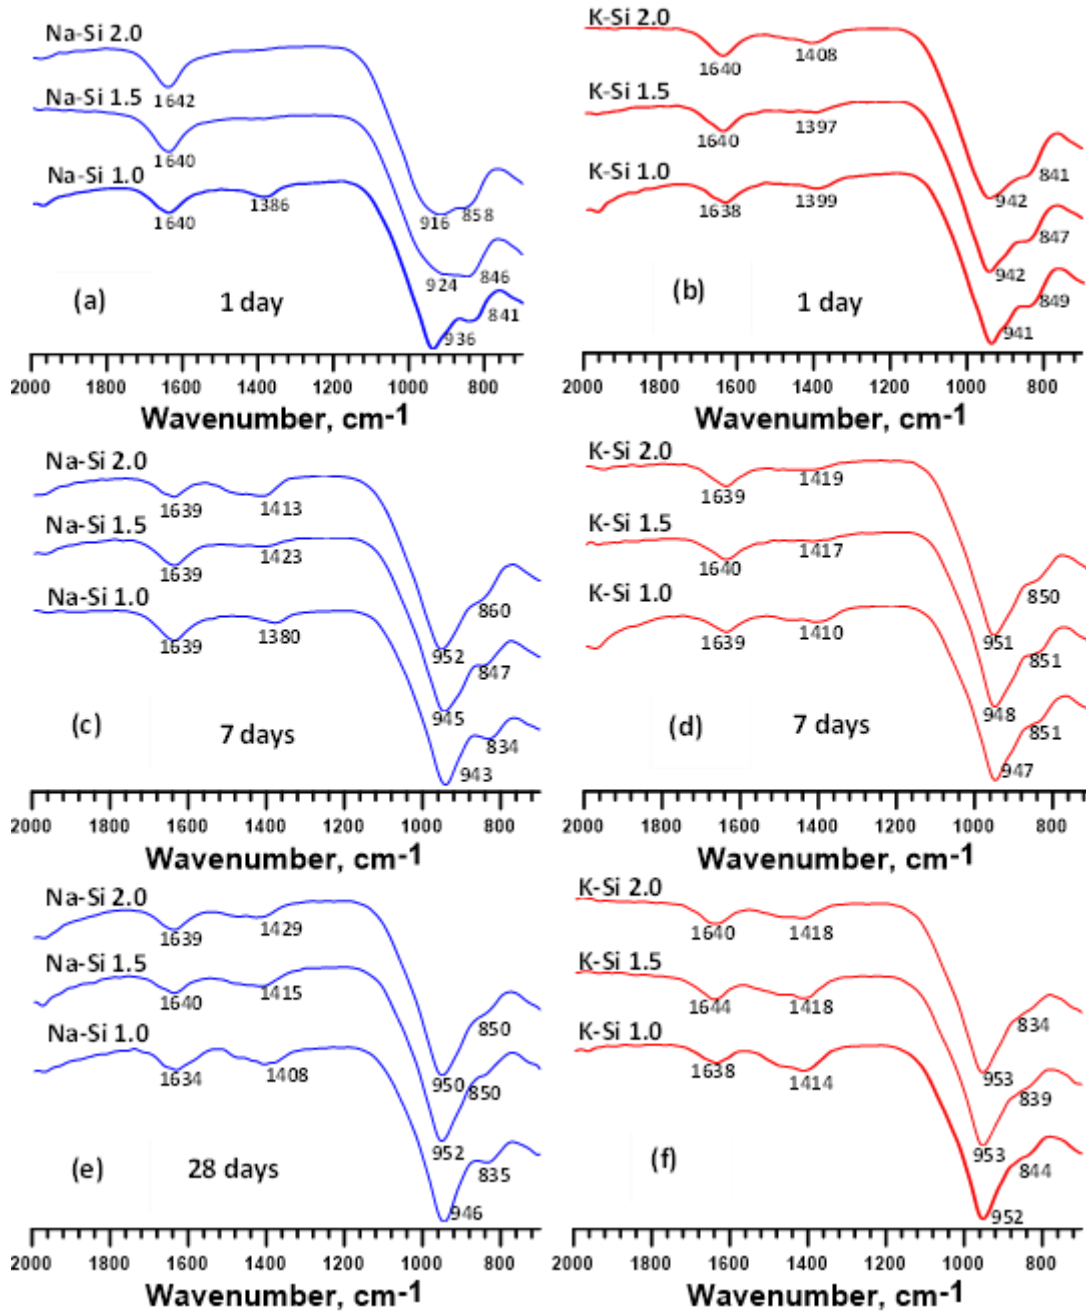 Na-Si 2.0
1642
Na-Si 1.5
1640
Na-Si 1.0
1640
1386
916
858
924
846
936
841
(a)
1 day
2000 1800 1600 1400 1200 1000 800
Wavenumber, cm-1
K-Si 2.0
1640
1408
K-Si 1.5
1640
1397
K-Si 1.0
1638
1399
841
942
847
942
849
941
(b)
1 day
2000 1800 1600 1400 1200 1000 800
Wavenumber, cm-1
Na-Si 2.0
1639
1413
Na-Si 1.5
1639
1423
Na-Si 1.0
1639
1380
860
952
847
945
834
943
(c)
7 days
2000 1800 1600 1400 1200 1000 800
Wavenumber, cm-1
K-Si 2.0
1639
1419
K-Si 1.5
1640
1417
K-Si 1.0
1639
1410
850
951
851
948
851
947
(d)
7 days
2000 1800 1600 1400 1200 1000 800
Wavenumber, cm-1
Na-Si 2.0
1639
1429
Na-Si 1.5
1640
1415
Na-Si 1.0
1634
1408
850
950
850
952
835
946
(e)
28 days
2000 1800 1600 1400 1200 1000 800
Wavenumber, cm-1
K-Si 2.0
1640
1418
K-Si 1.5
1644
1418
K-Si 1.0
1638
1414
834
953
839
953
844
952
(f)
2000 1800 1600 1400 1200 1000 800
Wavenumber, cm-1